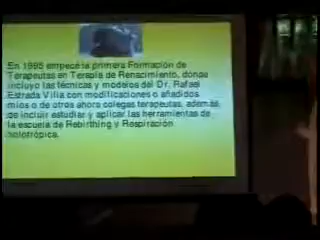 En 1995 empecé la primera Formación de
Terapeutas en Terapia de Renacimiento, donde
incluyo las técnicas y modelos del Dr. Rafael
Estrada Villa con modificaciones o añadidos
míos o de otros ahora colegas terapeutas, además
de incluir estudiar y aplicar las herramientas de
la escuela de Rebirthing y Respiración
holotrópica.